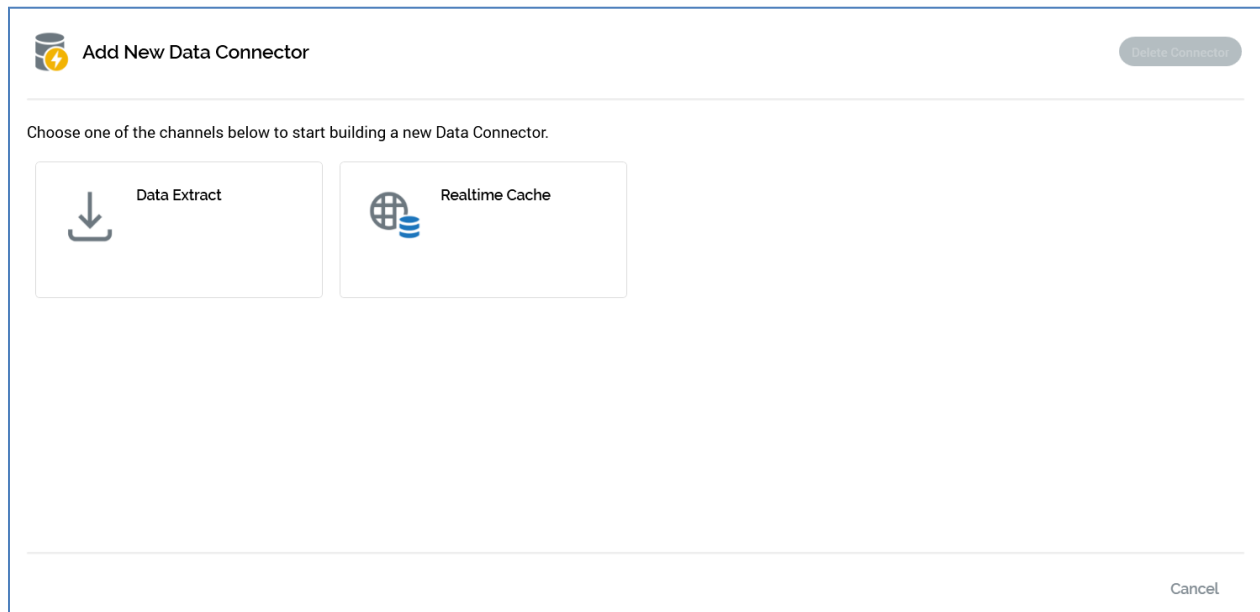 Add New Data Connector
Delete Connector
Choose one of the channels below to start building a new Data Connector.
Data Extract
Realtime Cache
Cancel